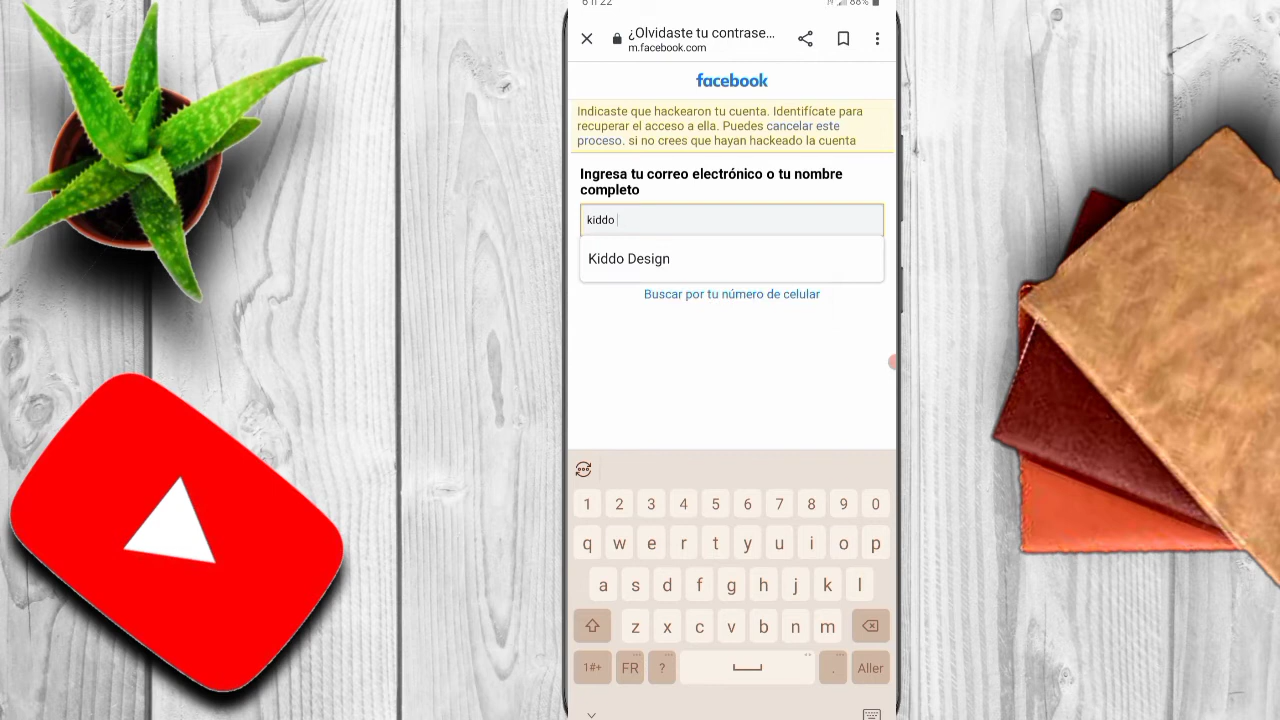 88%
¿Olvidaste tu contrase...
m.facebook.com
facebook
Indicaste que hackearon tu cuenta. Identifícate para
recuperar el acceso a ella. Puedes cancelar este
proceso. si no crees que hayan hackeado la cuenta
Ingresa tu correo electrónico o tu nombre
completo
kiddo
Kiddo Design
Buscar por tu número de celular
1 2 3 4 5 6 7 8 9 0
q w e r t y u i o p
a s d f g h j k l
z x c v b n m
1#+ FR ? . Aller